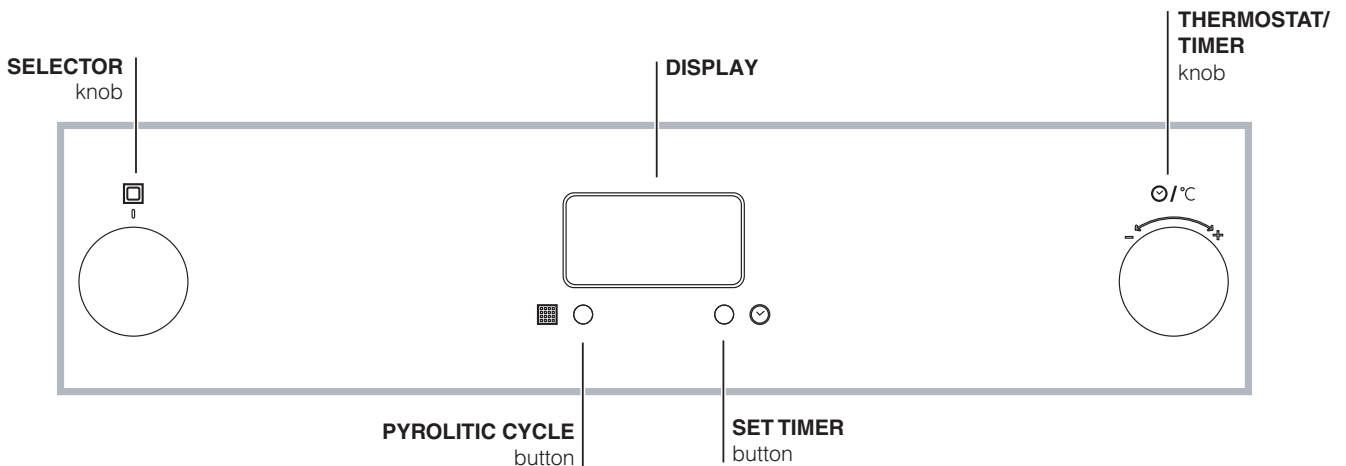 THERMOSTAT/
TIMER
knob
SELECTOR
knob
DISPLAY
/°C
- +
PYROLITIC CYCLE
button
SET TIMER
button